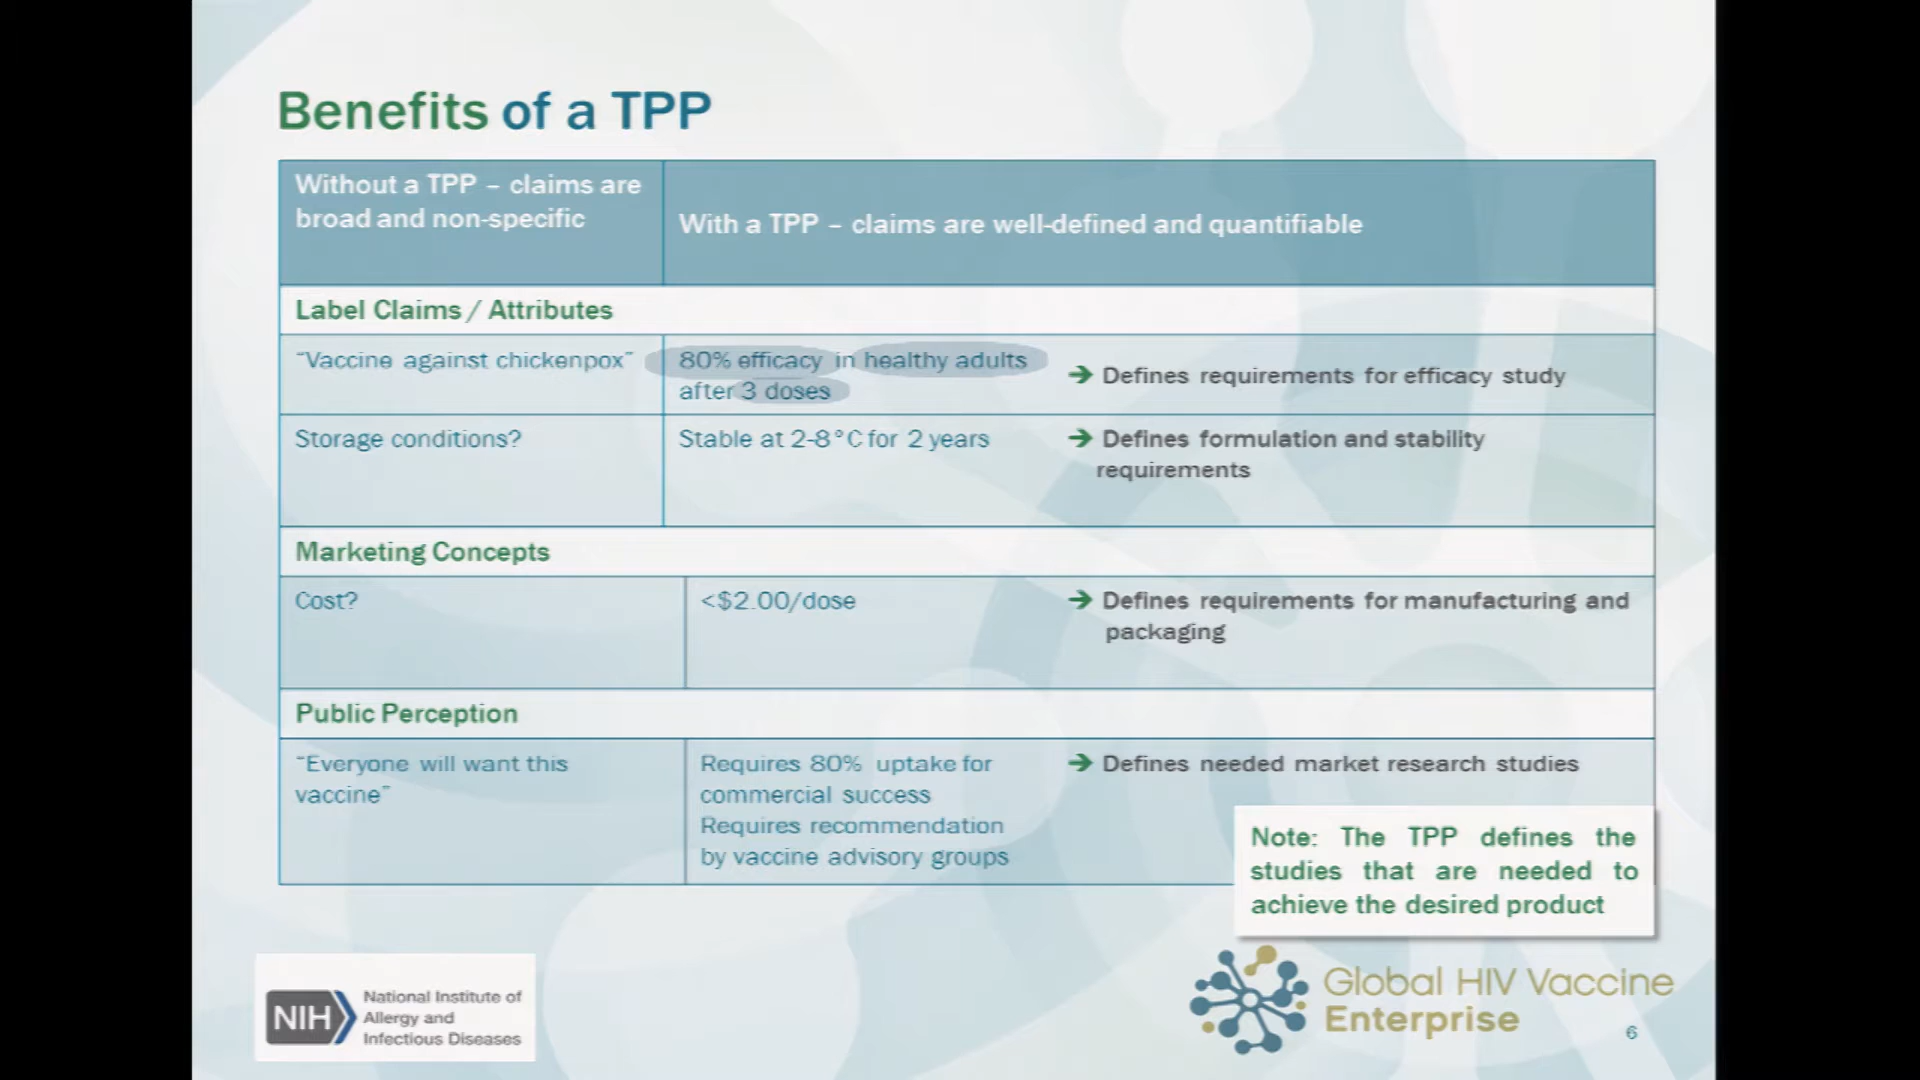 Benefits of a TPP
Without a TPP – claims are
broad and non-specific
With a TPP – claims are well-defined and quantifiable
Label Claims / Attributes
“Vaccine against chickenpox”
80% efficacy in healthy adults
after 3 doses
➔ Defines requirements for efficacy study
Storage conditions?
Stable at 2-8°C for 2 years
➔ Defines formulation and stability
requirements
Marketing Concepts
Cost?
<$2.00/dose
➔ Defines requirements for manufacturing and
packaging
Public Perception
“Everyone will want this
vaccine”
Requires 80% uptake for
commercial success
Requires recommendation
by vaccine advisory groups
➔ Defines needed market research studies
Note: The TPP defines the
studies that are needed to
achieve the desired product
NIH
National Institute of
Allergy and
Infectious Diseases
Global HIV Vaccine
Enterprise
6